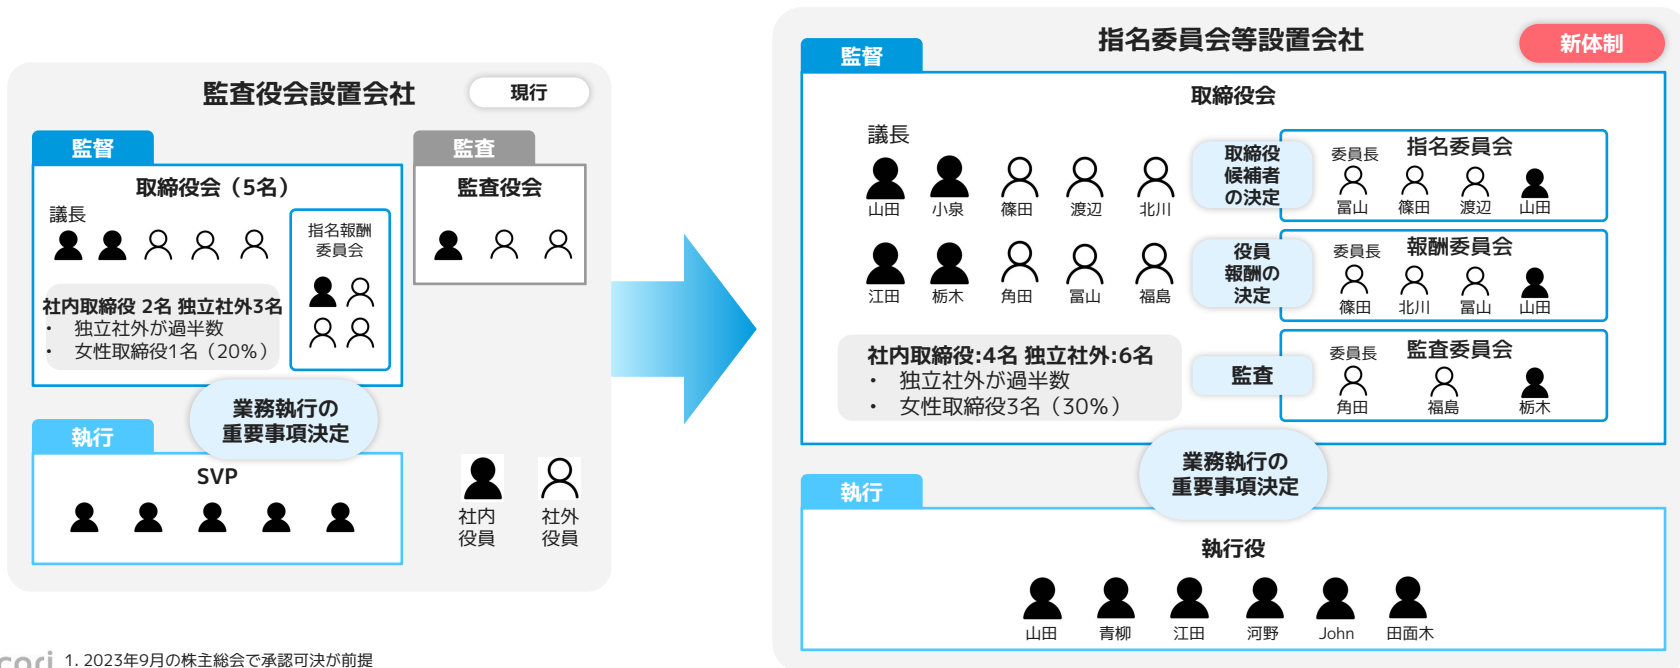 監査役会設置会社
現行
監督
取締役会（5名）
議長
指名報酬
委員会
社内取締役 2名 独立社外3名
・ 独立社外が過半数
・ 女性取締役1名（20%）
監査
監査役会
業務執行の
重要事項決定
執行
SVP
社内
役員
社外
役員
指名委員会等設置会社
新体制
監督
取締役会
議長
山田 小泉 篠田 渡辺 北川
江田 栃木 角田 冨山 福島
社内取締役:4名 独立社外:6名
・ 独立社外が過半数
・ 女性取締役3名（30%）
取締役
候補者
の決定
指名委員会
委員長
冨山 篠田 渡辺 山田
役員
報酬の
決定
報酬委員会
委員長
篠田 北川 冨山 山田
監査
監査委員会
委員長
角田 福島 栃木
業務執行の
重要事項決定
執行
執行役
山田 青柳 江田 河野 John 田面木
1. 2023年9月の株主総会で承認可決が前提